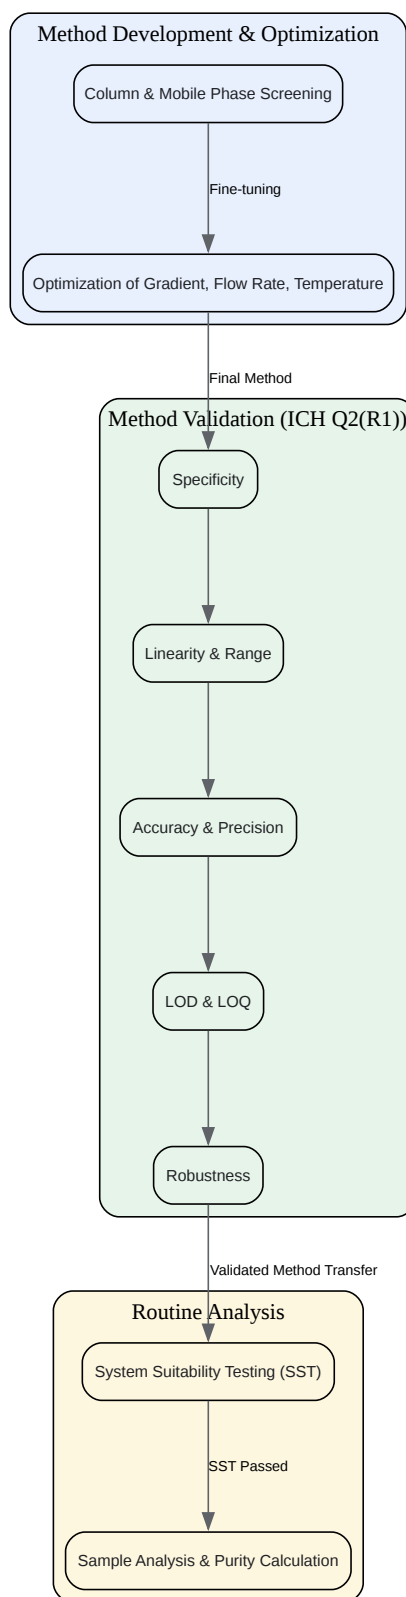 Method Development & Optimization
Column & Mobile Phase Screening
Fine-tuning
Optimization of Gradient, Flow Rate, Temperature
Final Method
Method Validation (ICH Q2(R1))
Specificity
Linearity & Range
Accuracy & Precision
LOD & LOQ
Robustness
Validated Method Transfer
Routine Analysis
System Suitability Testing (SST)
SST Passed
Sample Analysis & Purity Calculation